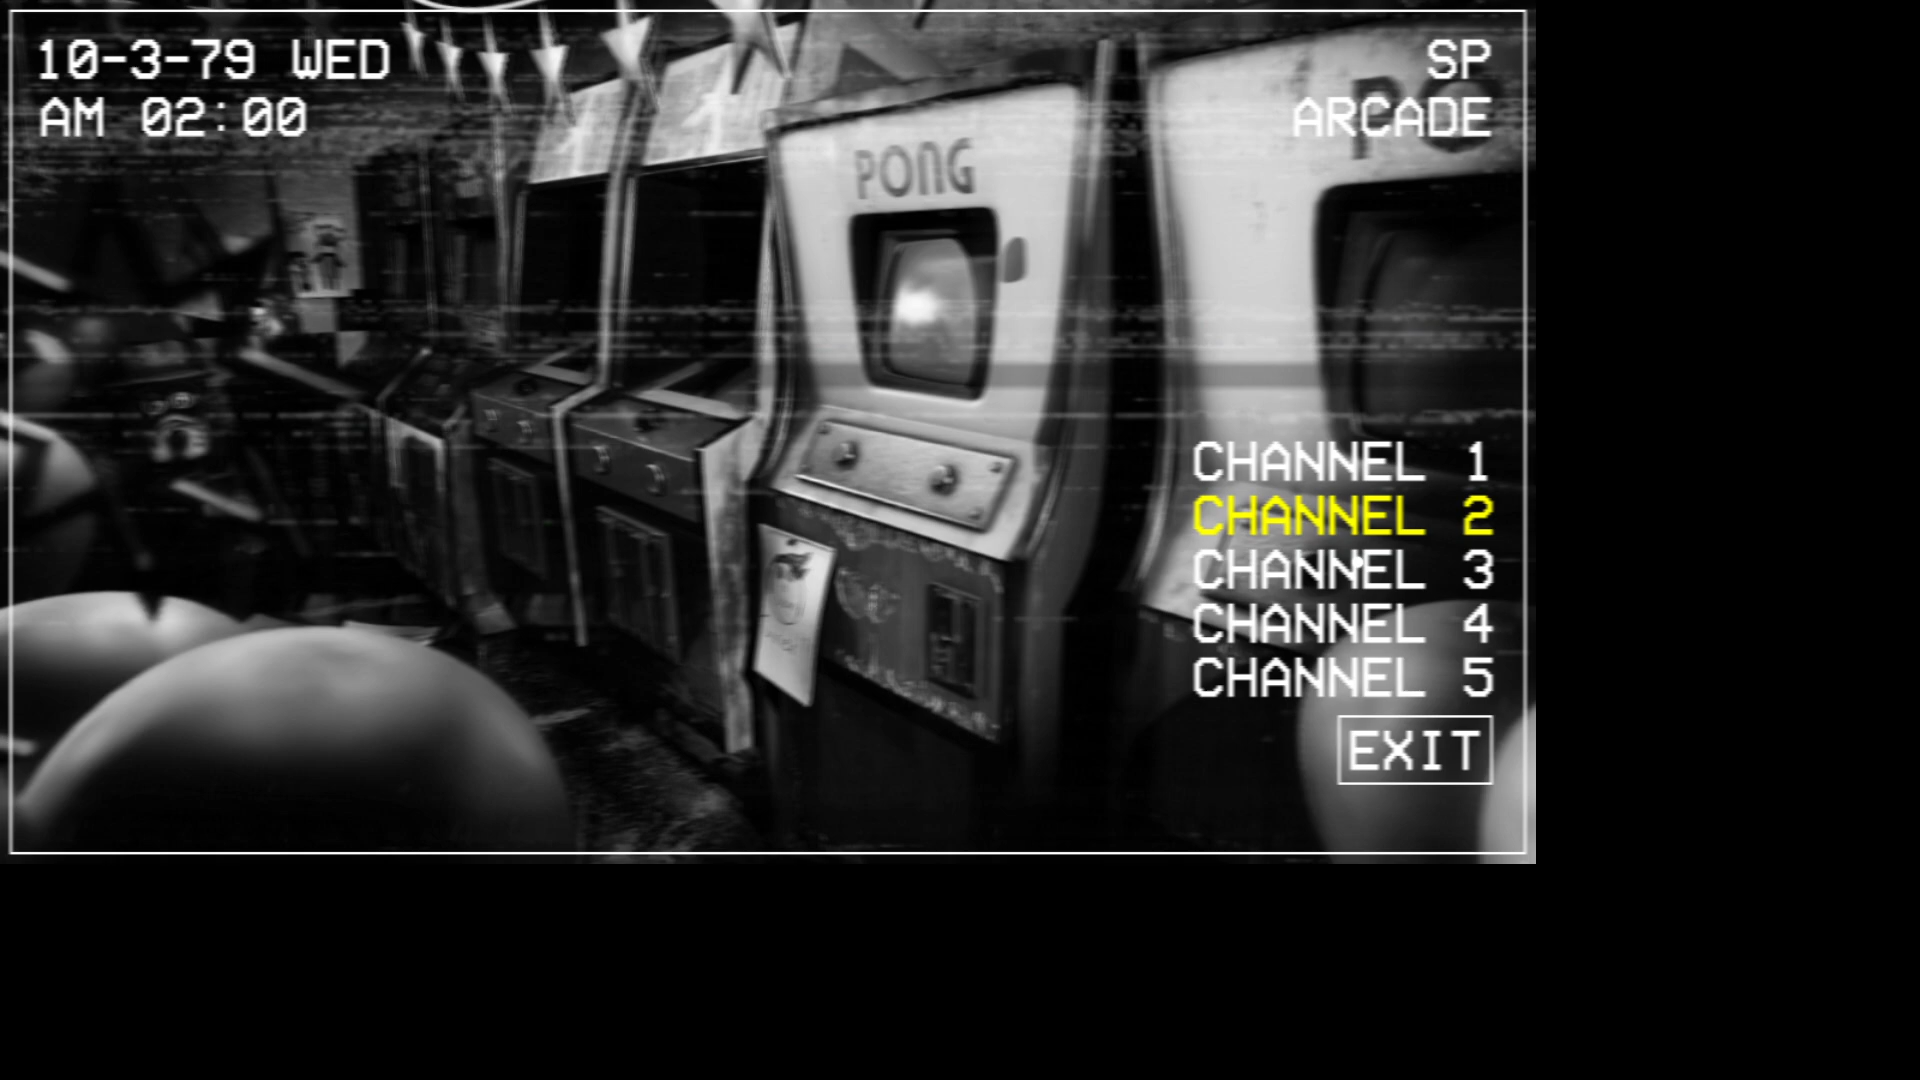 10-3-79 WED
AM 02:00
SP
ARCADE
PONG
PO
CHANNEL 1
CHANNEL 2
CHANNEL 3
CHANNEL 4
CHANNEL 5
EXIT